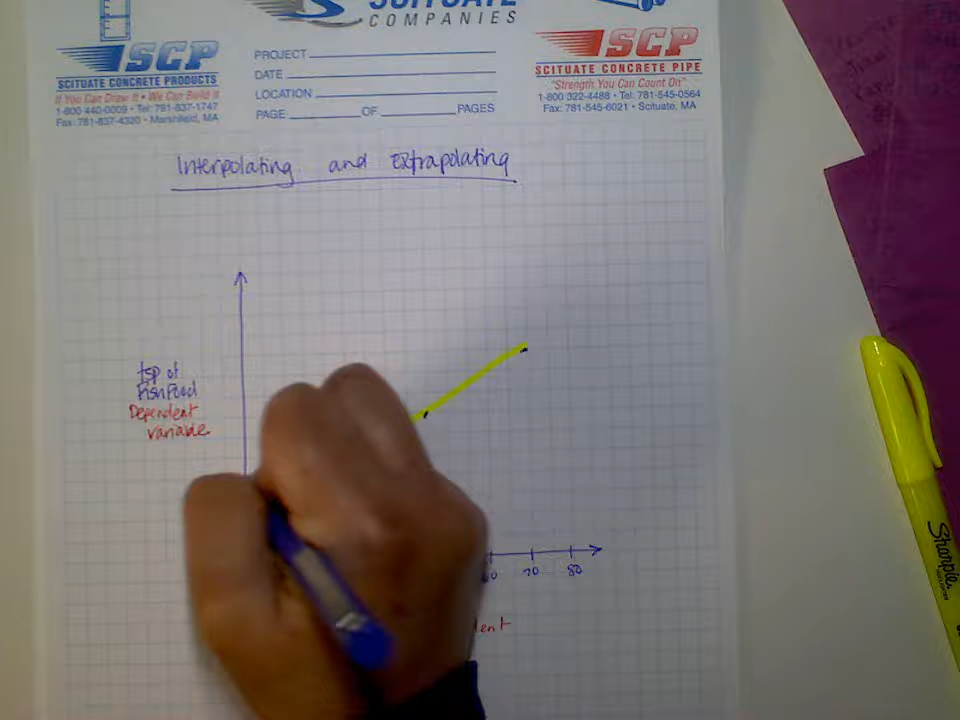 SCITUATE
COMPANIES
SCP
SCITUATE CONCRETE PRODUCTS
If You Can Draw It • We Can Build It
1-800 440-0009 • Tel: 781-837-1747
Fax: 781-837-4320 • Marshfield, MA
PROJECT
DATE
LOCATION
PAGE OF PAGES
SCP
SCITUATE CONCRETE PIPE
"Strength You Can Count On"
1-800 322-4488 • Tel: 781-545-0564
Fax: 781-545-6021 • Scituate, MA
Interpolating and Extrapolating
tsp of
Fish Food
Dependent
variable
70 80
Sharpie